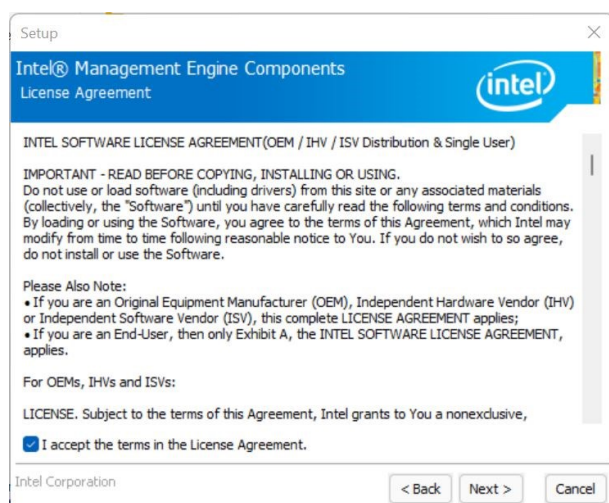 Setup
Intel® Management Engine Components
License Agreement
intel
INTEL SOFTWARE LICENSE AGREEMENT(OEM / IHV / ISV Distribution & Single User)
IMPORTANT - READ BEFORE COPYING, INSTALLING OR USING.
Do not use or load software (including drivers) from this site or any associated materials
(collectively, the "Software") until you have carefully read the following terms and conditions.
By loading or using the Software, you agree to the terms of this Agreement, which Intel may
modify from time to time following reasonable notice to You. If you do not wish to so agree,
do not install or use the Software.
Please Also Note:
• If you are an Original Equipment Manufacturer (OEM), Independent Hardware Vendor (IHV)
or Independent Software Vendor (ISV), this complete LICENSE AGREEMENT applies;
• If you are an End-User, then only Exhibit A, the INTEL SOFTWARE LICENSE AGREEMENT,
applies.
For OEMs, IHVs and ISVs:
LICENSE. Subject to the terms of this Agreement, Intel grants to You a nonexclusive,
I accept the terms in the License Agreement.
Intel Corporation
< Back
Next >
Cancel